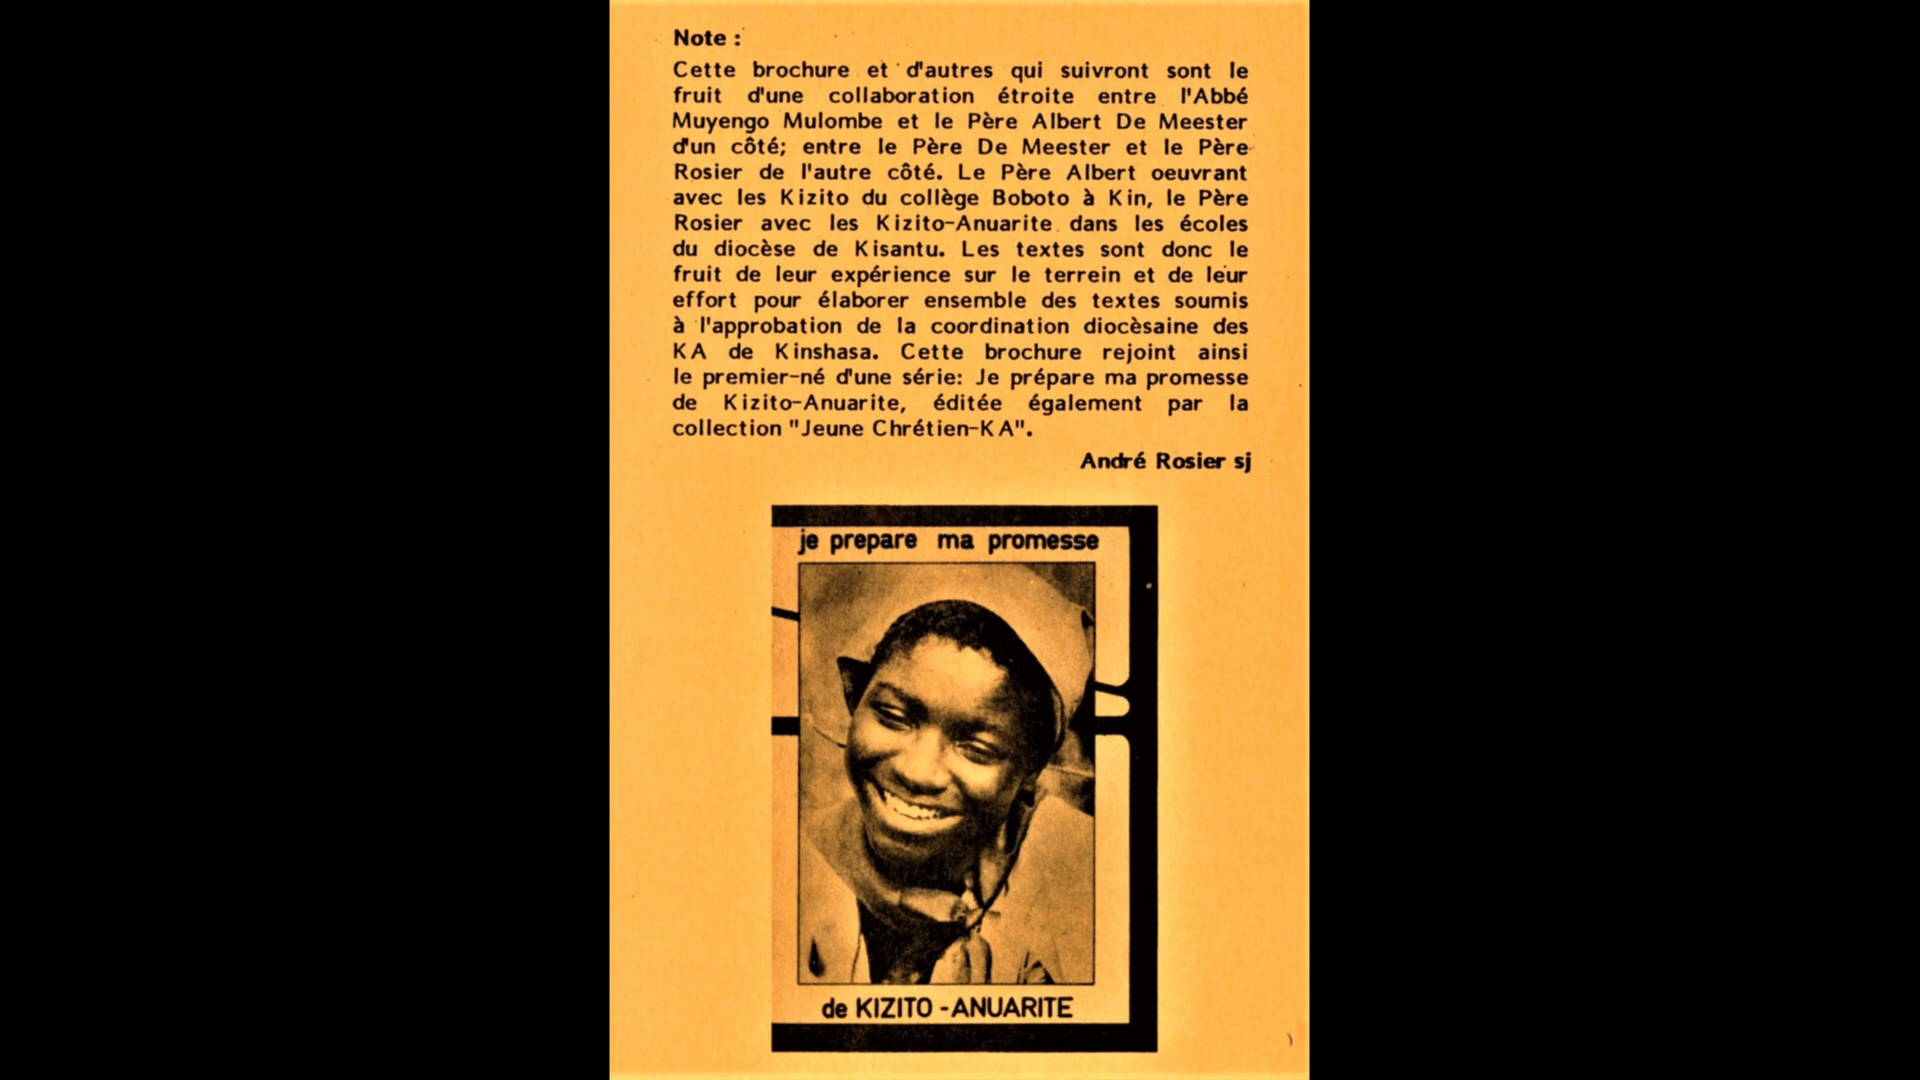 Note :
Cette brochure et d'autres qui suivront sont le
fruit d'une collaboration étroite entre l'Abbé
Muyengo Mulombe et le Père Albert De Meester
d'un côté; entre le Père De Meester et le Père
Rosier de l'autre côté. Le Père Albert oeuvrant
avec les Kizito du collège Boboto à Kin, le Père
Rosier avec les Kizito-Anuarite dans les écoles
du diocèse de Kisantu. Les textes sont donc le
fruit de leur expérience sur le terrein et de leur
effort pour élaborer ensemble des textes soumis
à l'approbation de la coordination diocèsaine des
KA de Kinshasa. Cette brochure rejoint ainsi
le premier-né d'une série: Je prépare ma promesse
de Kizito-Anuarite, éditée également par la
collection "Jeune Chrétien-KA".
André Rosier sj
je prepare ma promesse
de KIZITO - ANUARITE